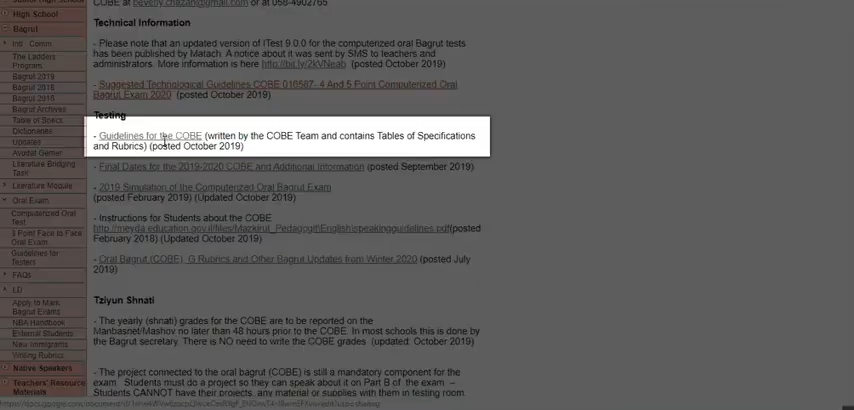 High School
COBE at beverly.chazan@gmail.com or at 058-4902765
Bagrut
Technical Information
Intl. Comm.
The Ladders
Program
Bagrut 2019
Bagrut 2018
Bagrut 2016
Bagrut Archives
Table of Specs
Dictionaries
Updates
Avodat Gemer
Literature Bridging
Task
Literature Module
Oral Exam
Computerized Oral
Test
3 Point Face to Face
Oral Exam
Guidelines for
Testers
FAQs
LD
Apply to Mark
Bagrut Exams
NBA Handbook
External Students
New Immigrants
Writing Rubrics
Native Speakers
Teachers' Resource
Materials
- Please note that an updated version of iTest 9.0.0 for the computerized oral Bagrut tests
has been published by Matach. A notice about it was sent by SMS to teachers and
administrators. More information is here http://bit.ly/2kVNeab (posted October 2019)
- Suggested Technological Guidelines COBE 016587- 4 And 5 Point Computerized Oral
Bagrut Exam 2020 (posted October 2019)
Testing
- Guidelines for the COBE (written by the COBE Team and contains Tables of Specifications
and Rubrics) (posted October 2019)
- Final Dates for the 2019-2020 COBE and Additional Information (posted September 2019)
- 2019 Simulation of the Computerized Oral Bagrut Exam
(posted February 2019) (Updated October 2019)
- Instructions for Students about the COBE
http://meyda.education.gov.il/files/Mazkirut_Pedagogit/English/speakingguidelines.pdf(posted
February 2018) (Updated October 2019)
- Oral Bagrut (COBE), G Rubrics and Other Bagrut Updates from Winter 2020 (posted July
2019)
Tziyun Shnati
- The yearly (shnati) grades for the COBE are to be reported on the
Manbasnet/Mashov no later than 48 hours prior to the COBE. In most schools this is done by
the Bagrut secretary. There is NO need to write the COBE grades (updated: October 2019)
- The project connected to the oral bagrut (COBE) is still a mandatory component for the
exam. Students must do a project so they can speak about it on Part B of the exam –
Students CANNOT have their projects, any material or supplies with them in testing room.